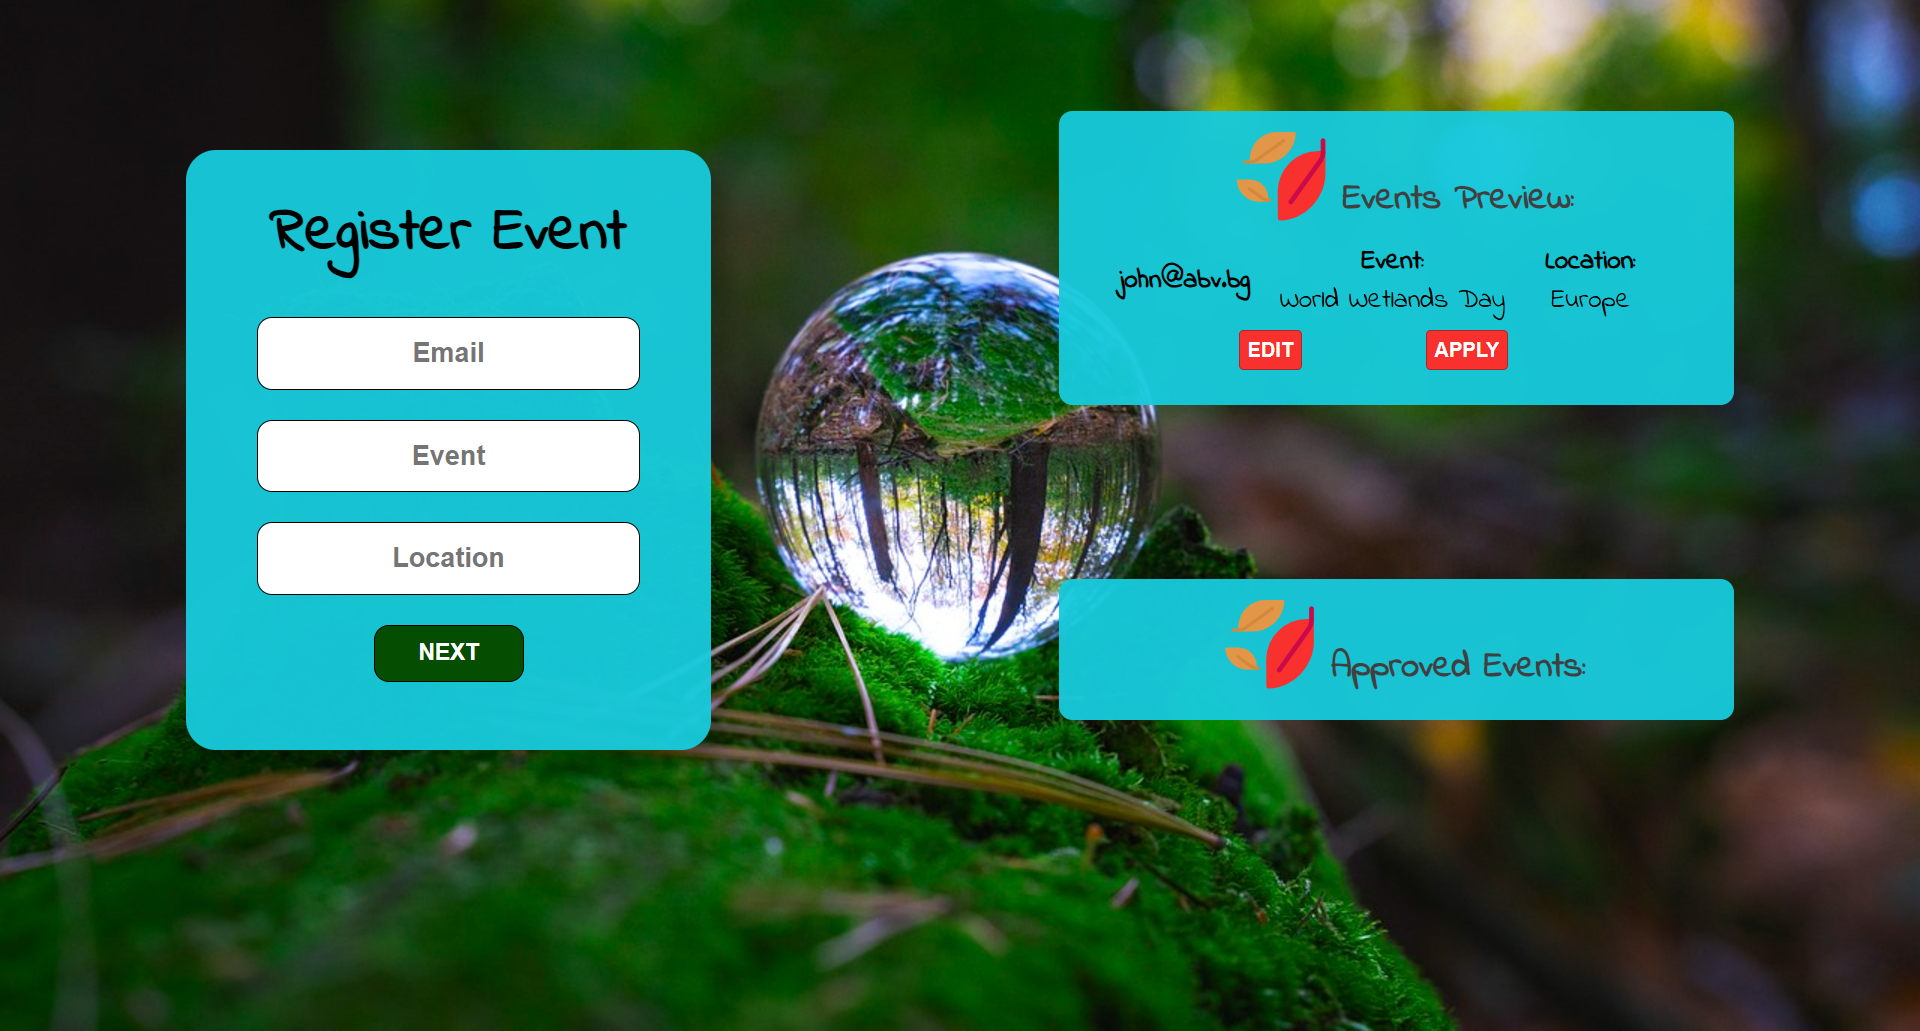 Register Event
Email
Event
Location
NEXT
Events Preview:
john@abv.bg
Event:
World Wetlands Day
Location:
Europe
EDIT
APPLY
Approved Events: